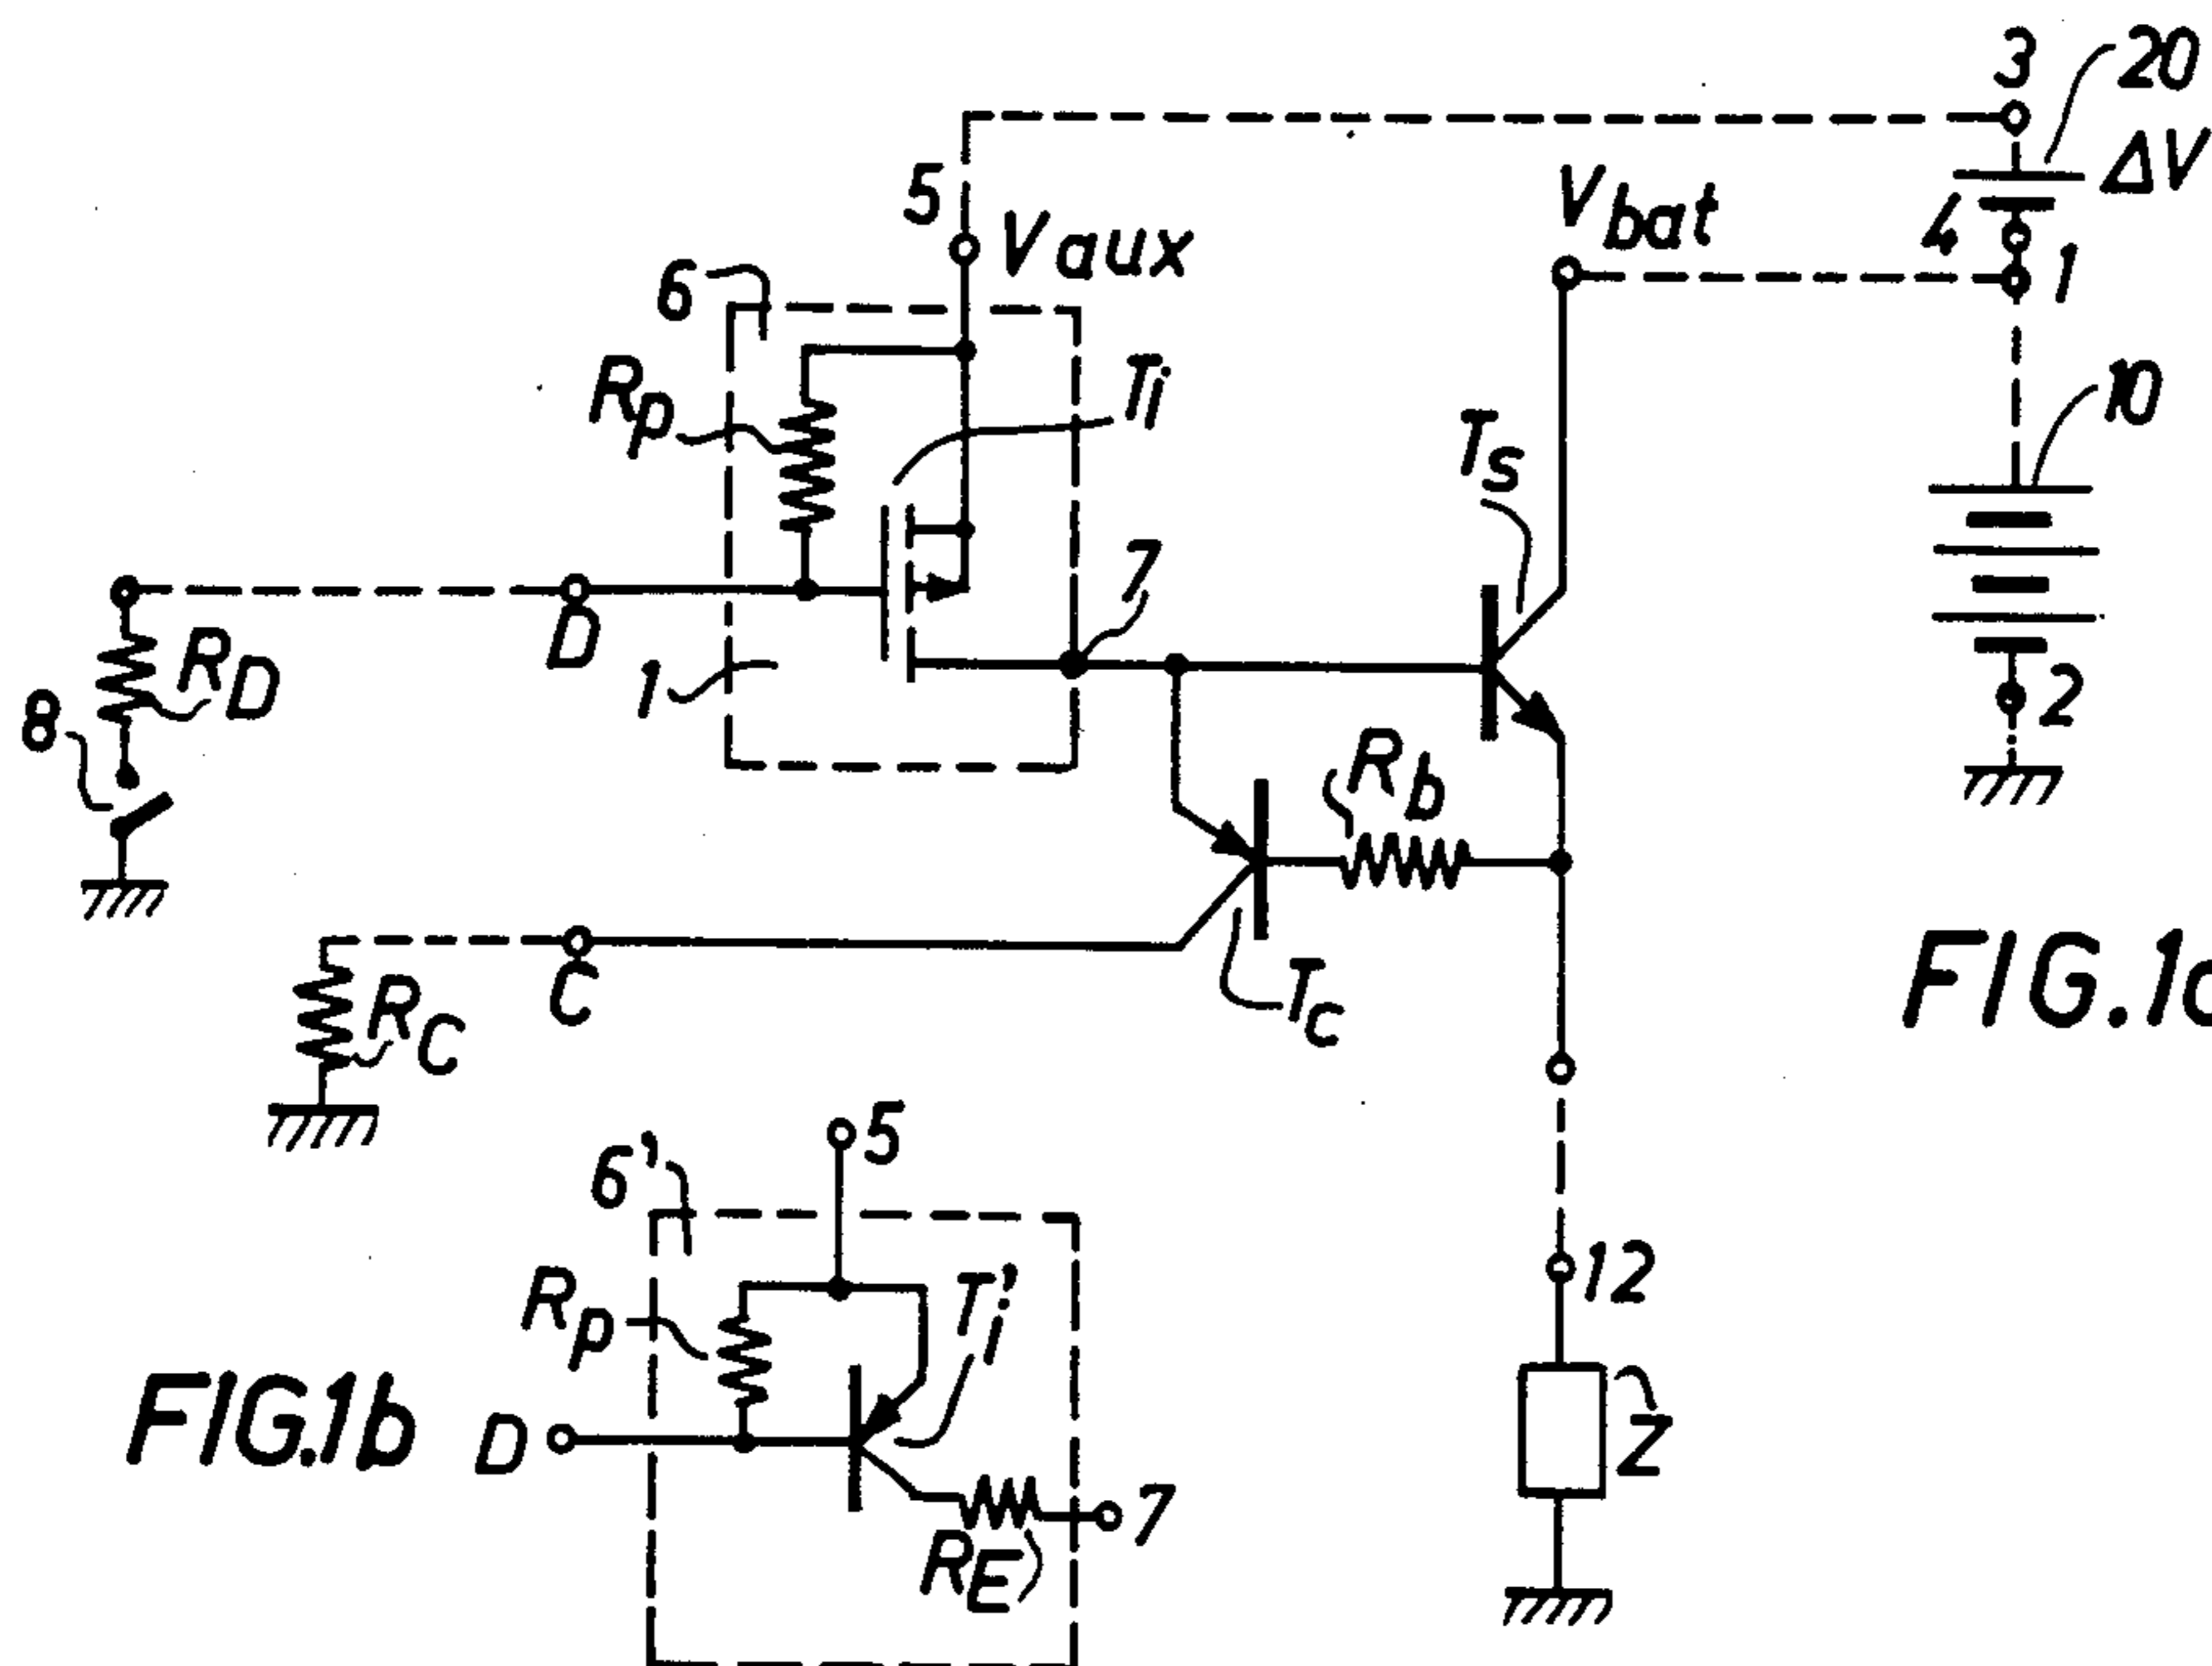 3
20
ΔV
5
Vaux
Vbat
4
1
6
Rp
Ti
10
Ts
7
D
RD
1
8
2
Rb
C
RC
Tc
FIG.1
5
6'
12
Rp
Ti'
FIG.1b
D
Z
7
RE